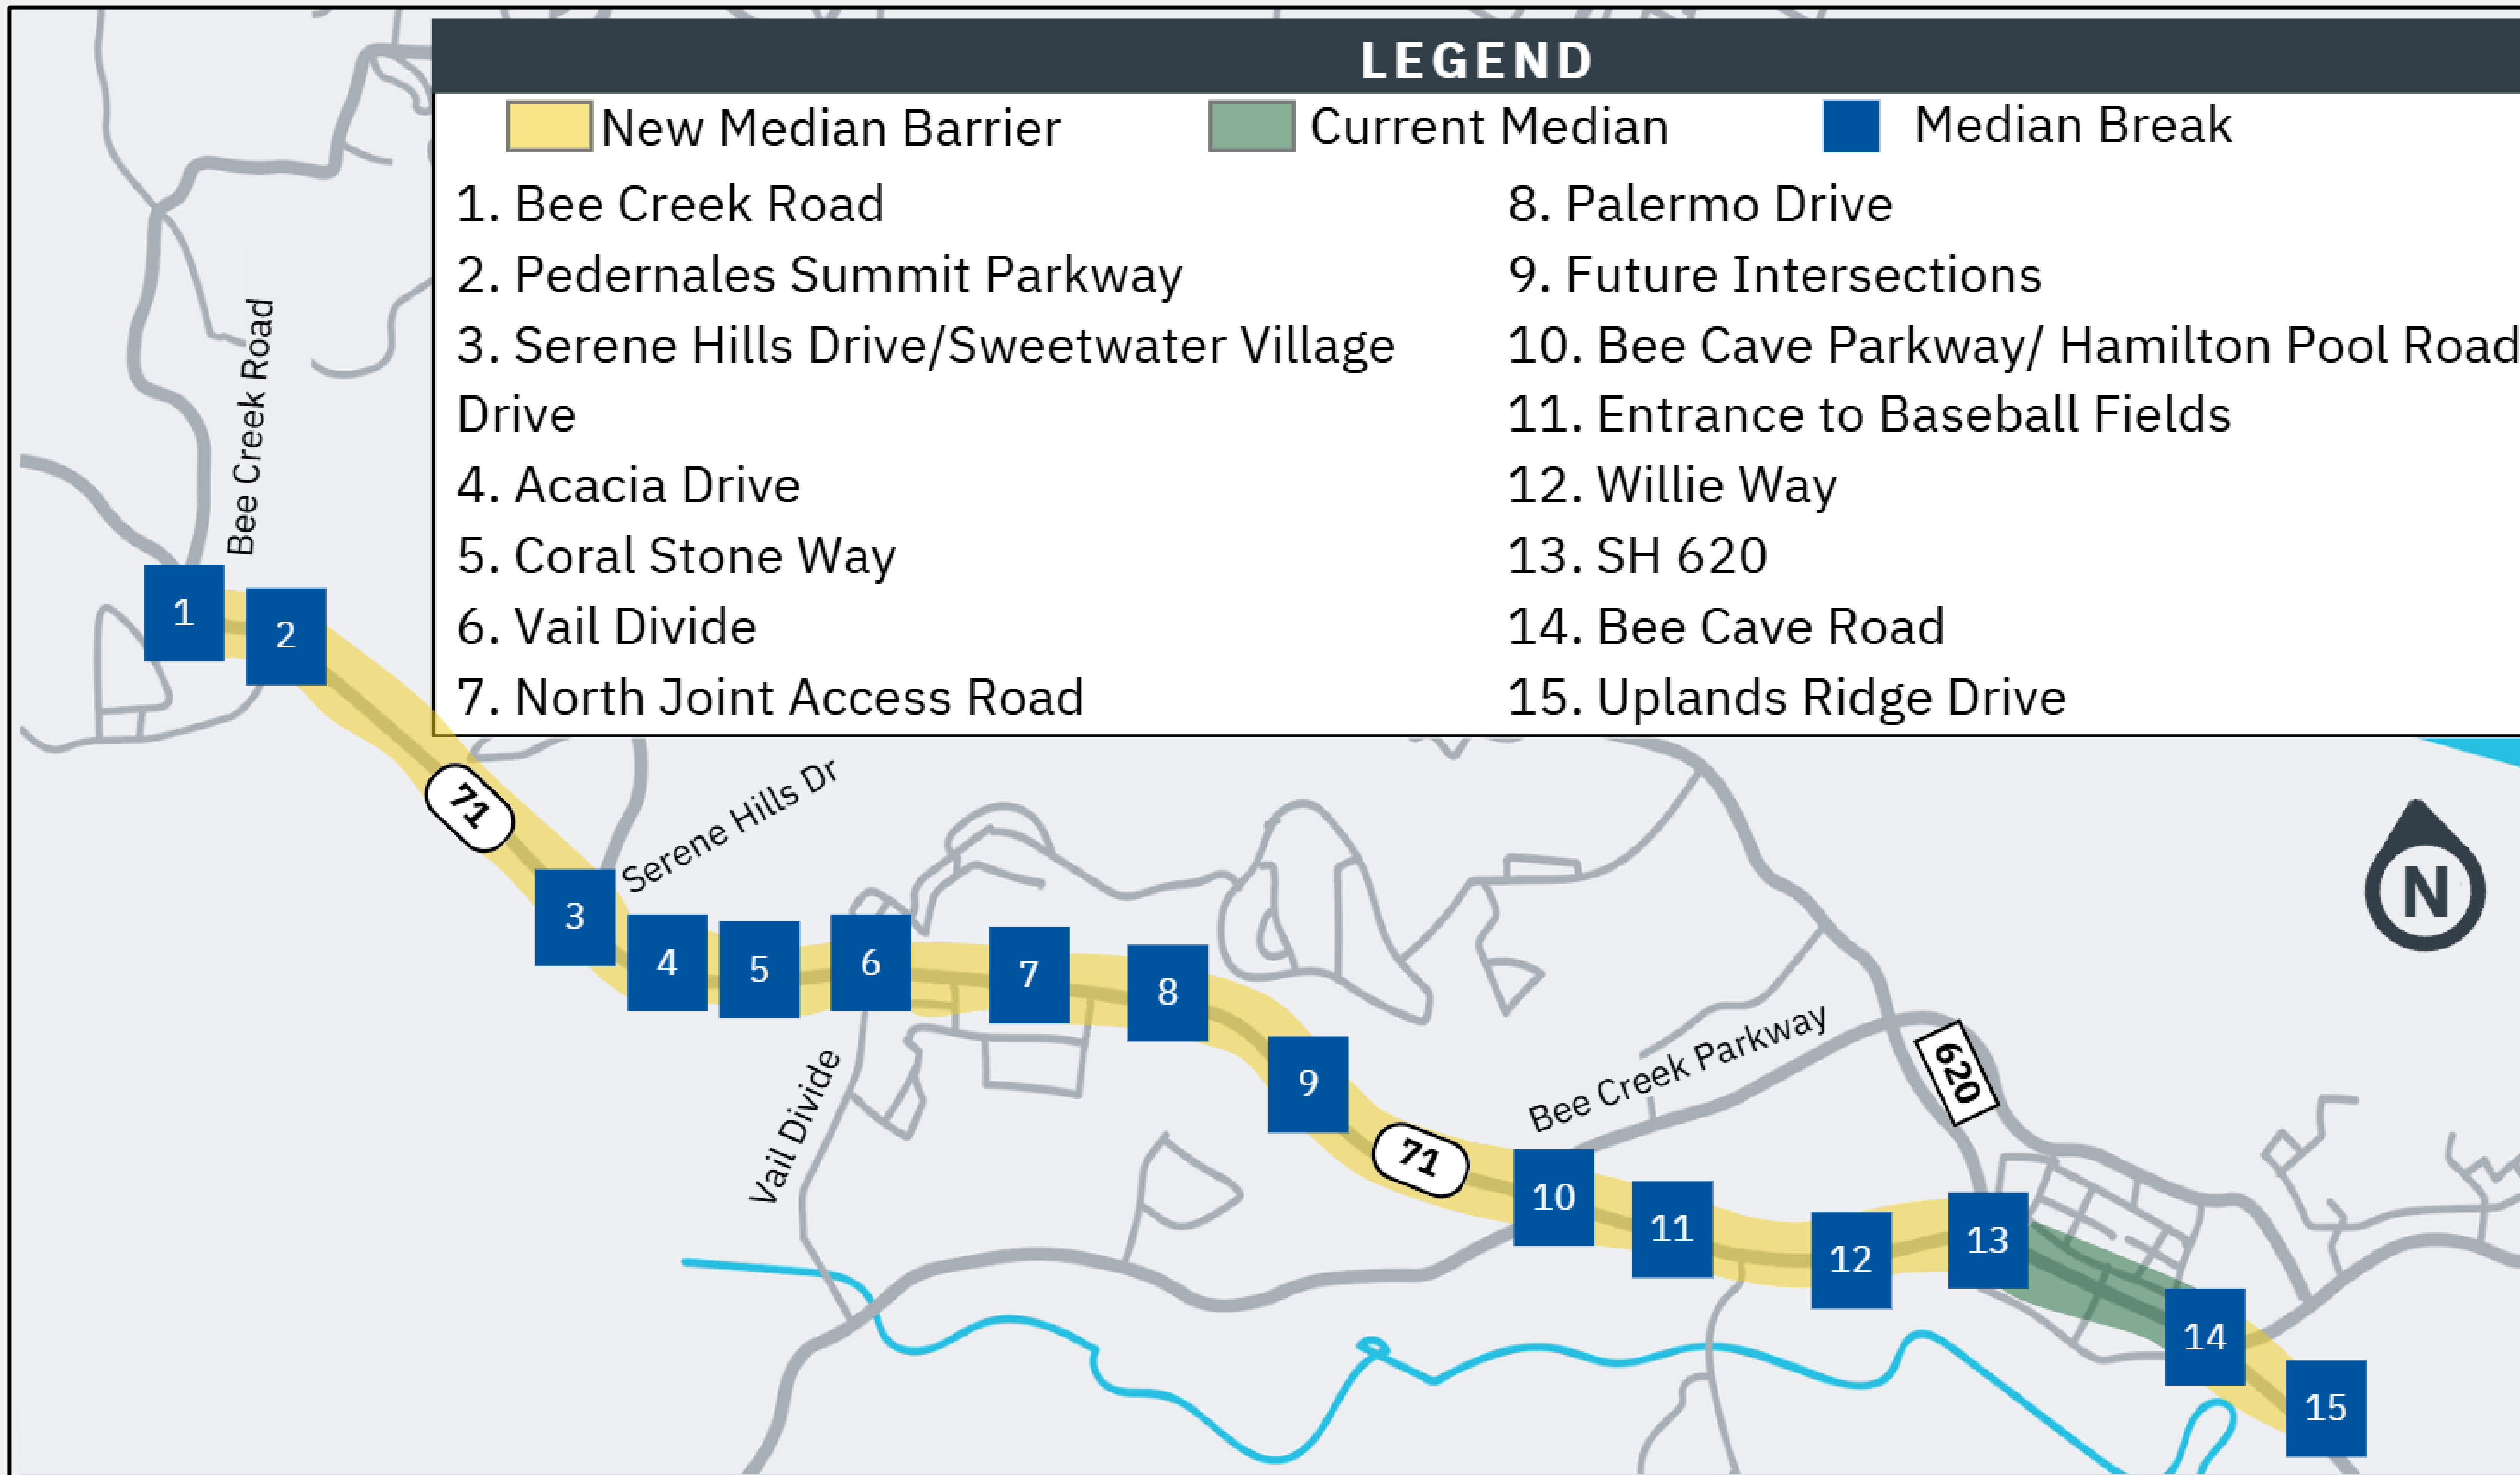 LEGEND
New Median Barrier
Current Median
Median Break
1. Bee Creek Road
2. Pedernales Summit Parkway
3. Serene Hills Drive/Sweetwater Village
Drive
4. Acacia Drive
5. Coral Stone Way
6. Vail Divide
7. North Joint Access Road
8. Palermo Drive
9. Future Intersections
10. Bee Cave Parkway/ Hamilton Pool Road
11. Entrance to Baseball Fields
12. Willie Way
13. SH 620
14. Bee Cave Road
15. Uplands Ridge Drive
Bee Creek Road
1
2
71
Serene Hills Dr
3
4
5
6
7
8
N
9
Vail Divide
Bee Creek Parkway
620
71
10
11
12
13
14
15